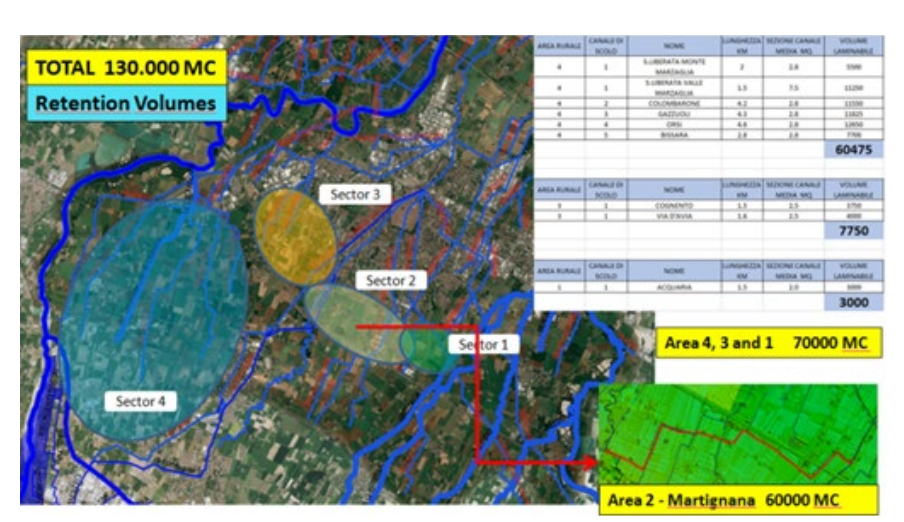 TOTAL 130.000 MC
Retention Volumes
Sector 3
Sector 2
Sector 1
Sector 4
AREA RURALE CANALE DI SCOLO NOME LUNGHEZZA KM SEZIONE CANALE MEDIA MQ. VOLUME LAMINABILE
4 1 S.LIBERATA MONTE MARZAGLIA 2 2.8 5500
4 1 S.LIBERATA VALLE MARZAGLIA 1.5 7.5 11250
4 2 COLOMBARONE 4.2 2.8 11550
4 3 GAZZUOLI 4.3 2.8 11825
4 4 ORSI 4.6 2.8 12650
4 5 BISSARA 2.8 2.8 7700
60475
AREA RURALE CANALE DI SCOLO NOME LUNGHEZZA KM SEZIONE CANALE MEDIA MQ. VOLUME LAMINABILE
3 1 COGNENTO 1.5 2.5 3750
3 1 VIA D'AVIA 1.6 2.5 4000
7750
AREA RURALE CANALE DI SCOLO NOME LUNGHEZZA KM SEZIONE CANALE MEDIA MQ. VOLUME LAMINABILE
1 1 ACQUARIA 1.5 2.0 3000
3000
Area 4, 3 and 1 70000 MC
Area 2 - Martignana 60000 MC